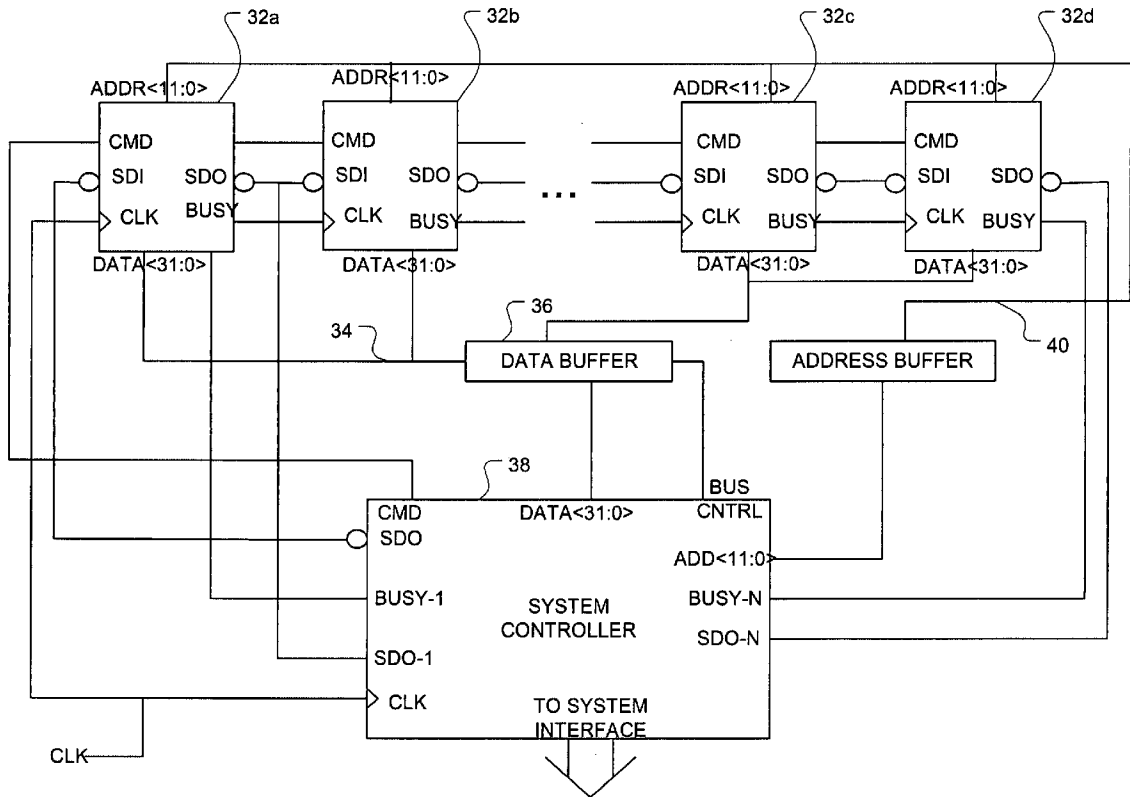 32a
32b
32c
32d
ADDR<11:0>
ADDR<11:0>
ADDR<11:0>
ADDR<11:0>
CMD
SDI
SDO
CLK
BUSY
DATA<31:0>
CMD
SDI
SDO
CLK
BUSY
DATA<31:0>
...
CMD
SDI
SDO
CLK
BUSY
DATA<31:0>
CMD
SDI
SDO
CLK
BUSY
DATA<31:0>
34
36
DATA BUFFER
ADDRESS BUFFER
40
38
CMD
DATA<31:0>
BUS
CNTRL
SDO
ADD<11:0>
BUSY-1
SYSTEM
CONTROLLER
BUSY-N
SDO-N
SDO-1
CLK
TO SYSTEM
INTERFACE
CLK